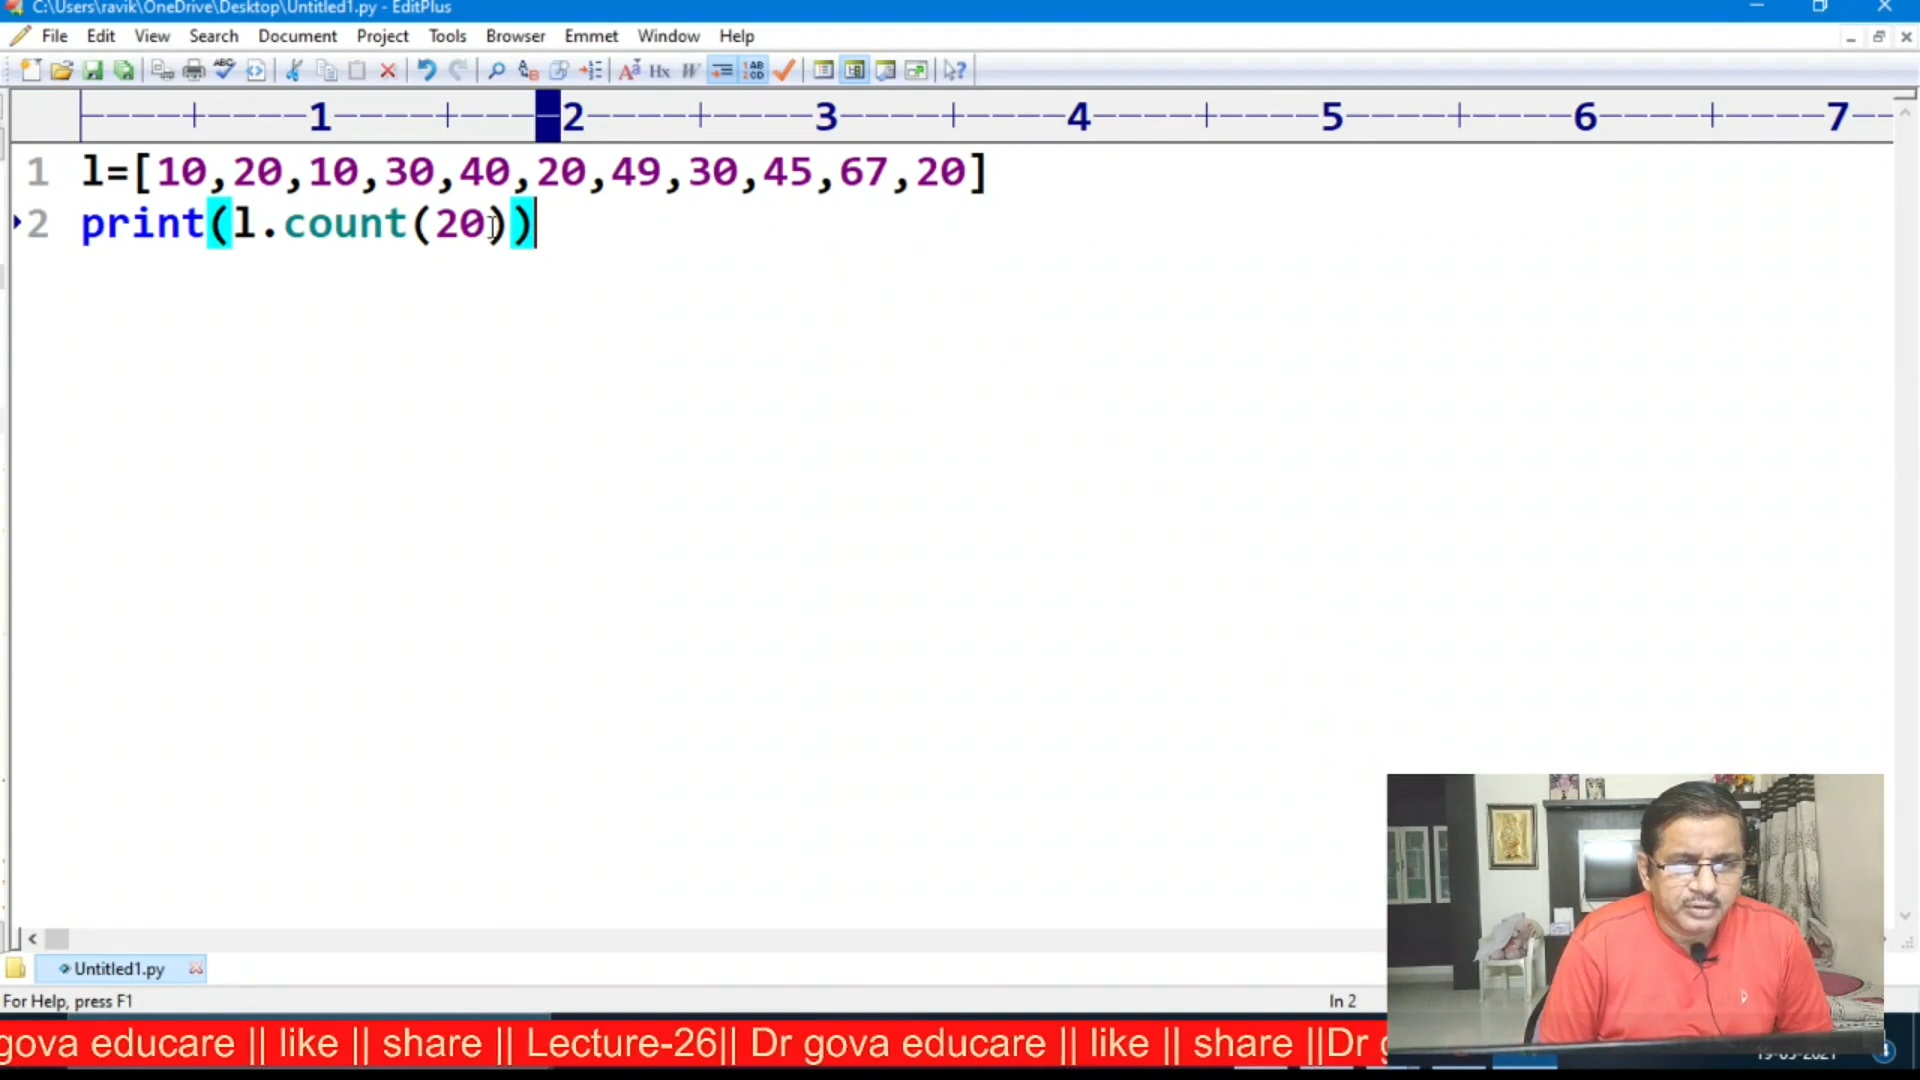 C:\Users\ravik\OneDrive\Desktop\Untitled1.py - EditPlus
File Edit View Search Document Project Tools Browser Emmet Window Help
1 2 3 4 5 6 7
1 l=[10,20,10,30,40,20,49,30,45,67,20]
2 print(l.count(20))
Untitled1.py
For Help, press F1 ln 2
gova educare || like || share || Lecture-26|| Dr gova educare || like || share ||Dr